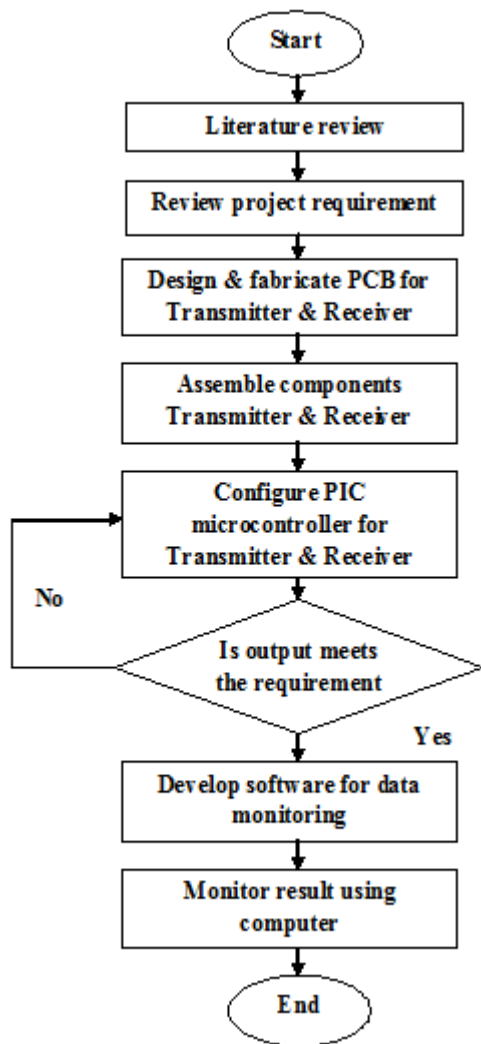 Start
Literature review
Review project requirement
Design & fabricate PCB for
Transmitter & Receiver
Assemble components
Transmitter & Receiver
Configure PIC
microcontroller for
Transmitter & Receiver
No
Is output meets
the requirement
Yes
Develop software for data
monitoring
Monitor result using
computer
End